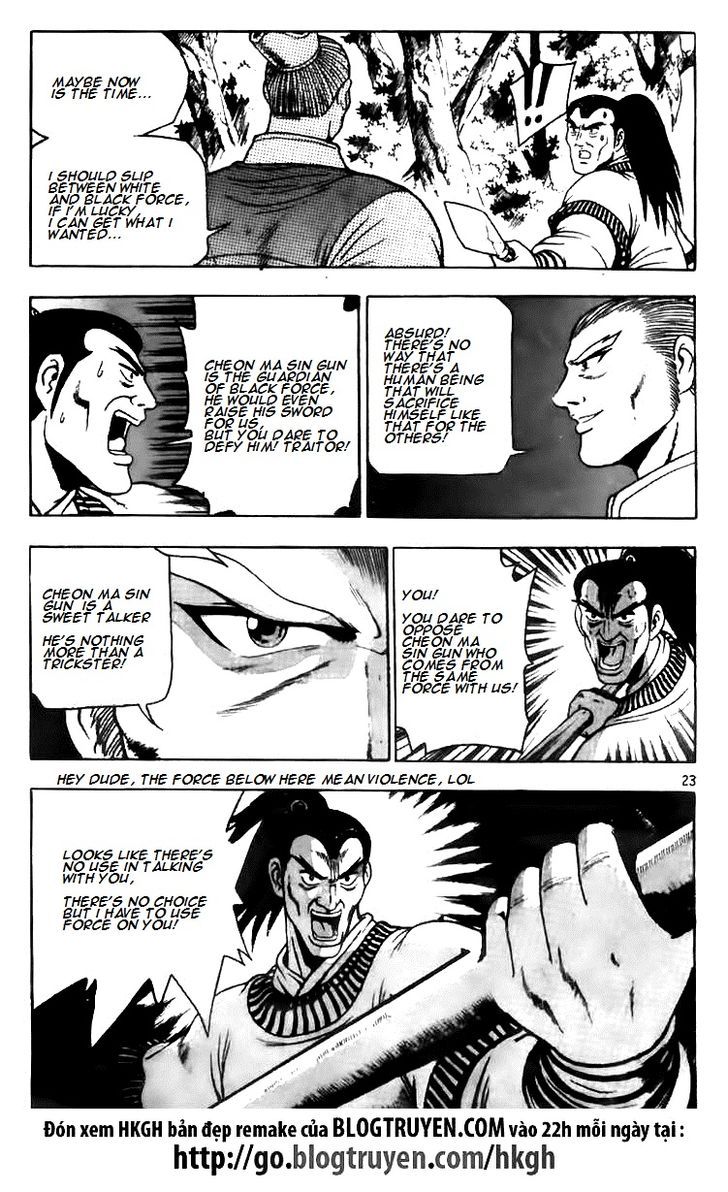 MAYBE NOW
IS THE TIME...
I SHOULD SLIP
BETWEEN WHITE
AND BLACK FORCE,
IF I'M LUCKY,
I CAN GET WHAT I
WANTED...
!!
ABSURD!
THERE'S NO
WAY THAT
THERE'S A
HUMAN BEING
THAT WILL
SACRIFICE
HIMSELF LIKE
THAT FOR THE
OTHERS!
CHEON MA SIN GUN
IS THE GUARDIAN
OF BLACK FORCE,
HE WOULD EVEN
RAISE HIS SWORD
FOR US,
BUT YOU DARE TO
DEFY HIM! TRAITOR!
YOU!
YOU DARE TO
OPPOSE
CHEON MA
SIN GUN WHO
COMES FROM
THE SAME
FORCE WITH US!
CHEON MA SIN
GUN IS A
SWEET TALKER
HE'S NOTHING
MORE THAN A
TRICKSTER!
HEY DUDE, THE FORCE BELOW HERE MEAN VIOLENCE, LOL
23
LOOKS LIKE THERE'S
NO USE IN TALKING
WITH YOU,
THERE'S NO CHOICE
BUT I HAVE TO USE
FORCE ON YOU!
Đón xem HKGH bản đẹp remake của BLOGTRUYEN.COM vào 22h mỗi ngày tại :
http://go.blogtruyen.com/hkgh